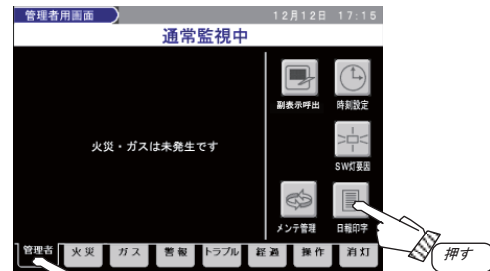 管理者用画面
12月12日 17:15
通常監視中
副表示呼出
時刻設定
火災・ガスは未発生です
SW灯要因
メンテ管理
日報印字
管理者
火災
ガス
警報
トラブル
経過
操作
消灯
押す